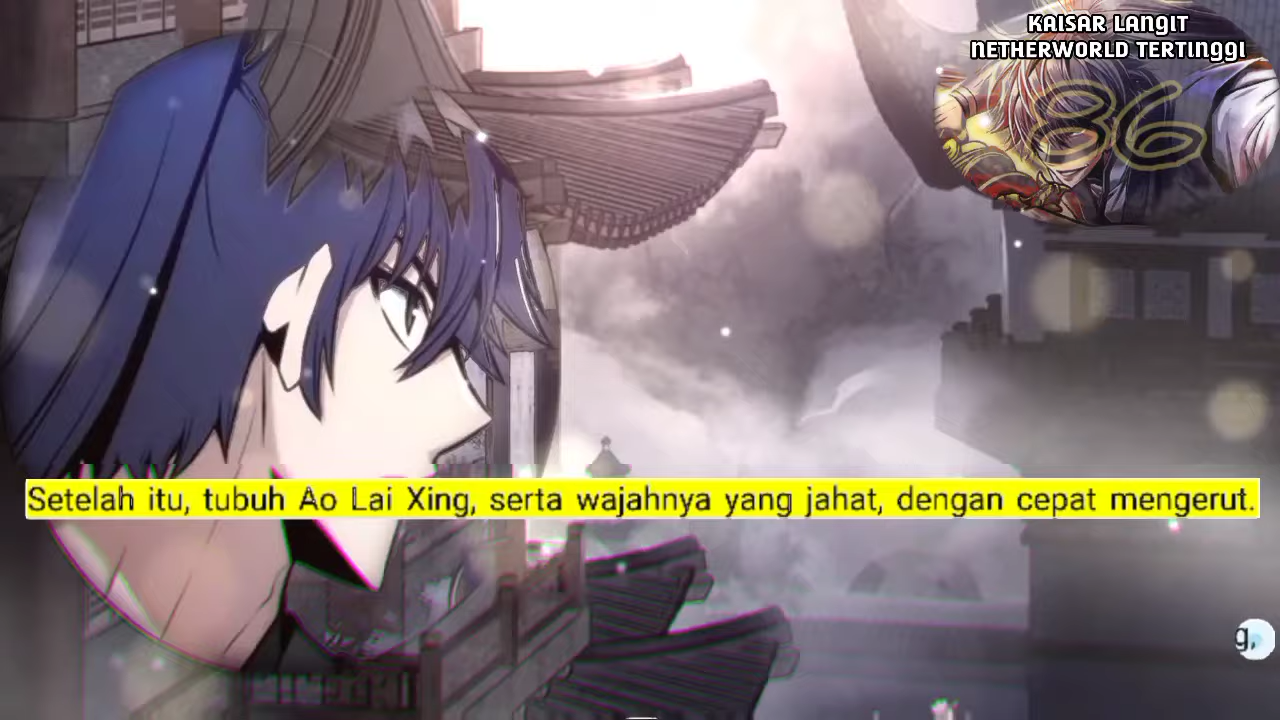 KAISAR LANGIT
NETHERWORLD TERTINGGI
86
Setelah itu, tubuh Ao Lai Xing, serta wajahnya yang jahat, dengan cepat mengerut.
g,